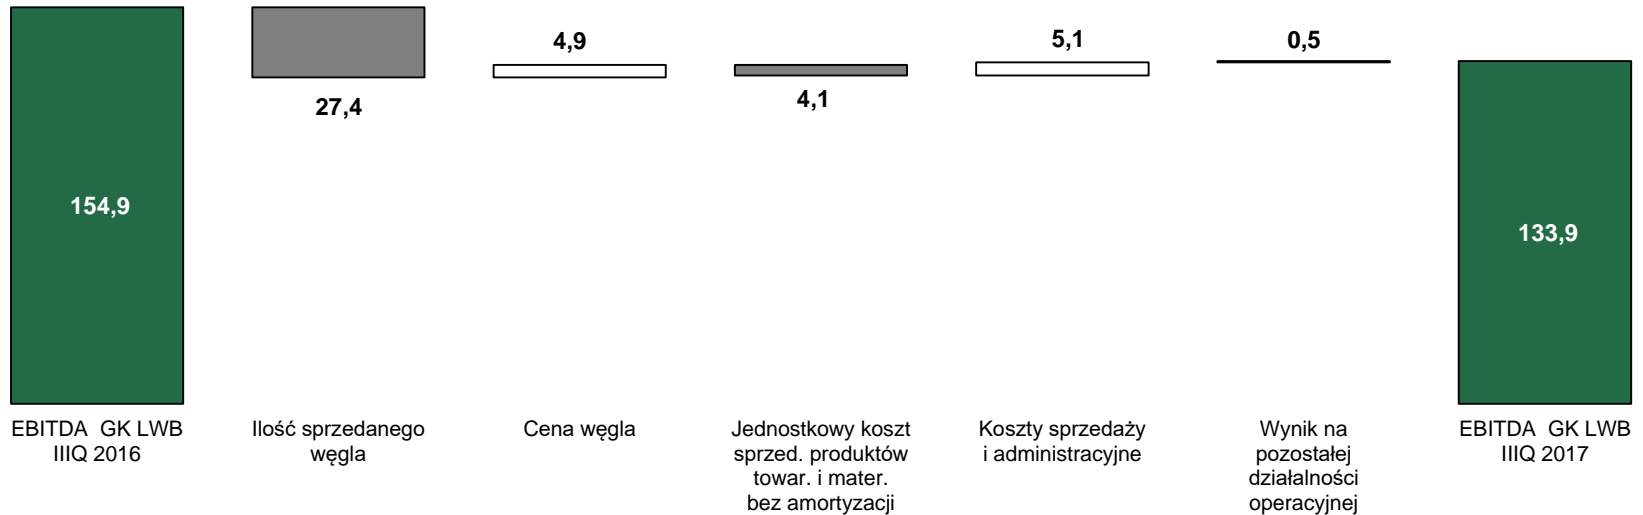 4,9
5,1
0,5
27,4
4,1
154,9
133,9
EBITDA GK LWB
IIIQ 2016
Ilość sprzedanego
węgla
Cena węgla
Jednostkowy koszt
sprzed. produktów
towar. i mater.
bez amortyzacji
Koszty sprzedaży
i administracyjne
Wynik na
pozostałej
działalności
operacyjnej
EBITDA GK LWB
IIIQ 2017